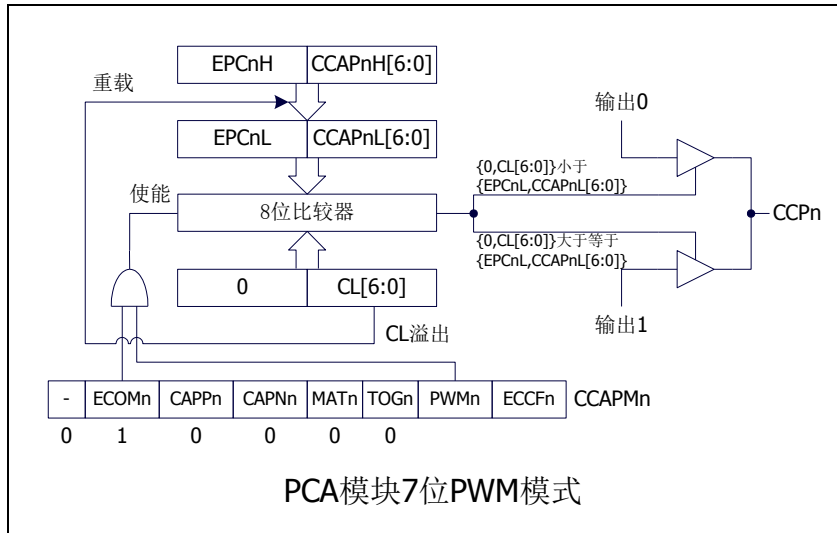 EPCnH CCAPnH[6:0]
重载
输出0
EPCnL CCAPnL[6:0]
{0,CL[6:0]}小于
{EPCnL,CCAPnL[6:0]}
使能
8位比较器
CCPn
{0,CL[6:0]}大于等于
{EPCnL,CCAPnL[6:0]}
0 CL[6:0]
输出1
CL溢出
- ECOMn CAPPn CAPNn MATn TOGn PWMn ECCFn CCAPMn
0 1 0 0 0 0
PCA模块7位PWM模式